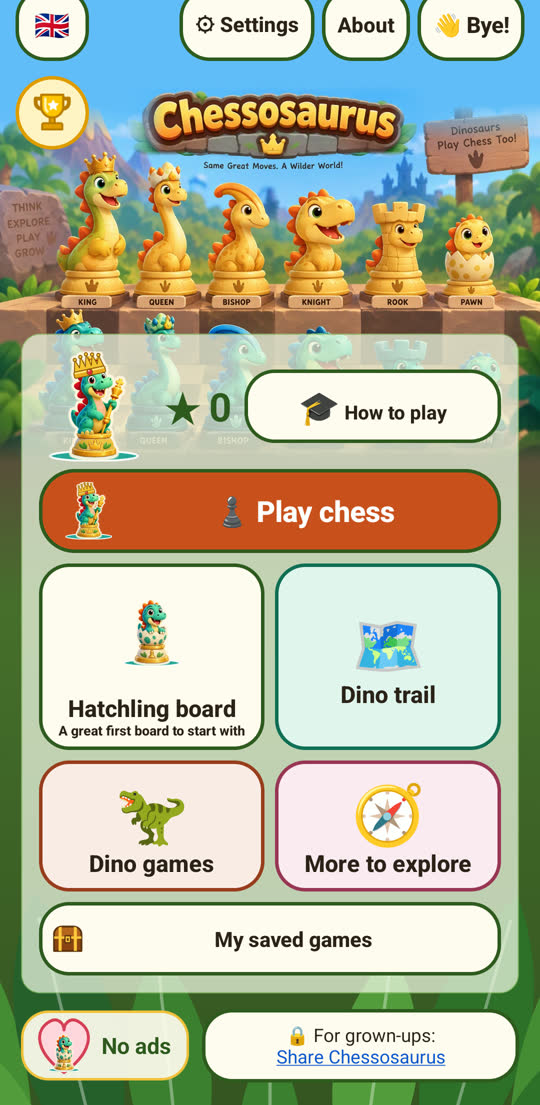 Settings
About
Bye!
Chessosaurus
Same Great Moves. A Wilder World!
Dinosaurs
Play Chess Too!
THINK
EXPLORE
PLAY
GROW
KING
QUEEN
BISHOP
KNIGHT
ROOK
PAWN
QUEEN
BISHOP
★ 0
How to play
Play chess
Hatchling board
A great first board to start with
Dino trail
Dino games
More to explore
My saved games
No ads
For grown-ups:
Share Chessosaurus